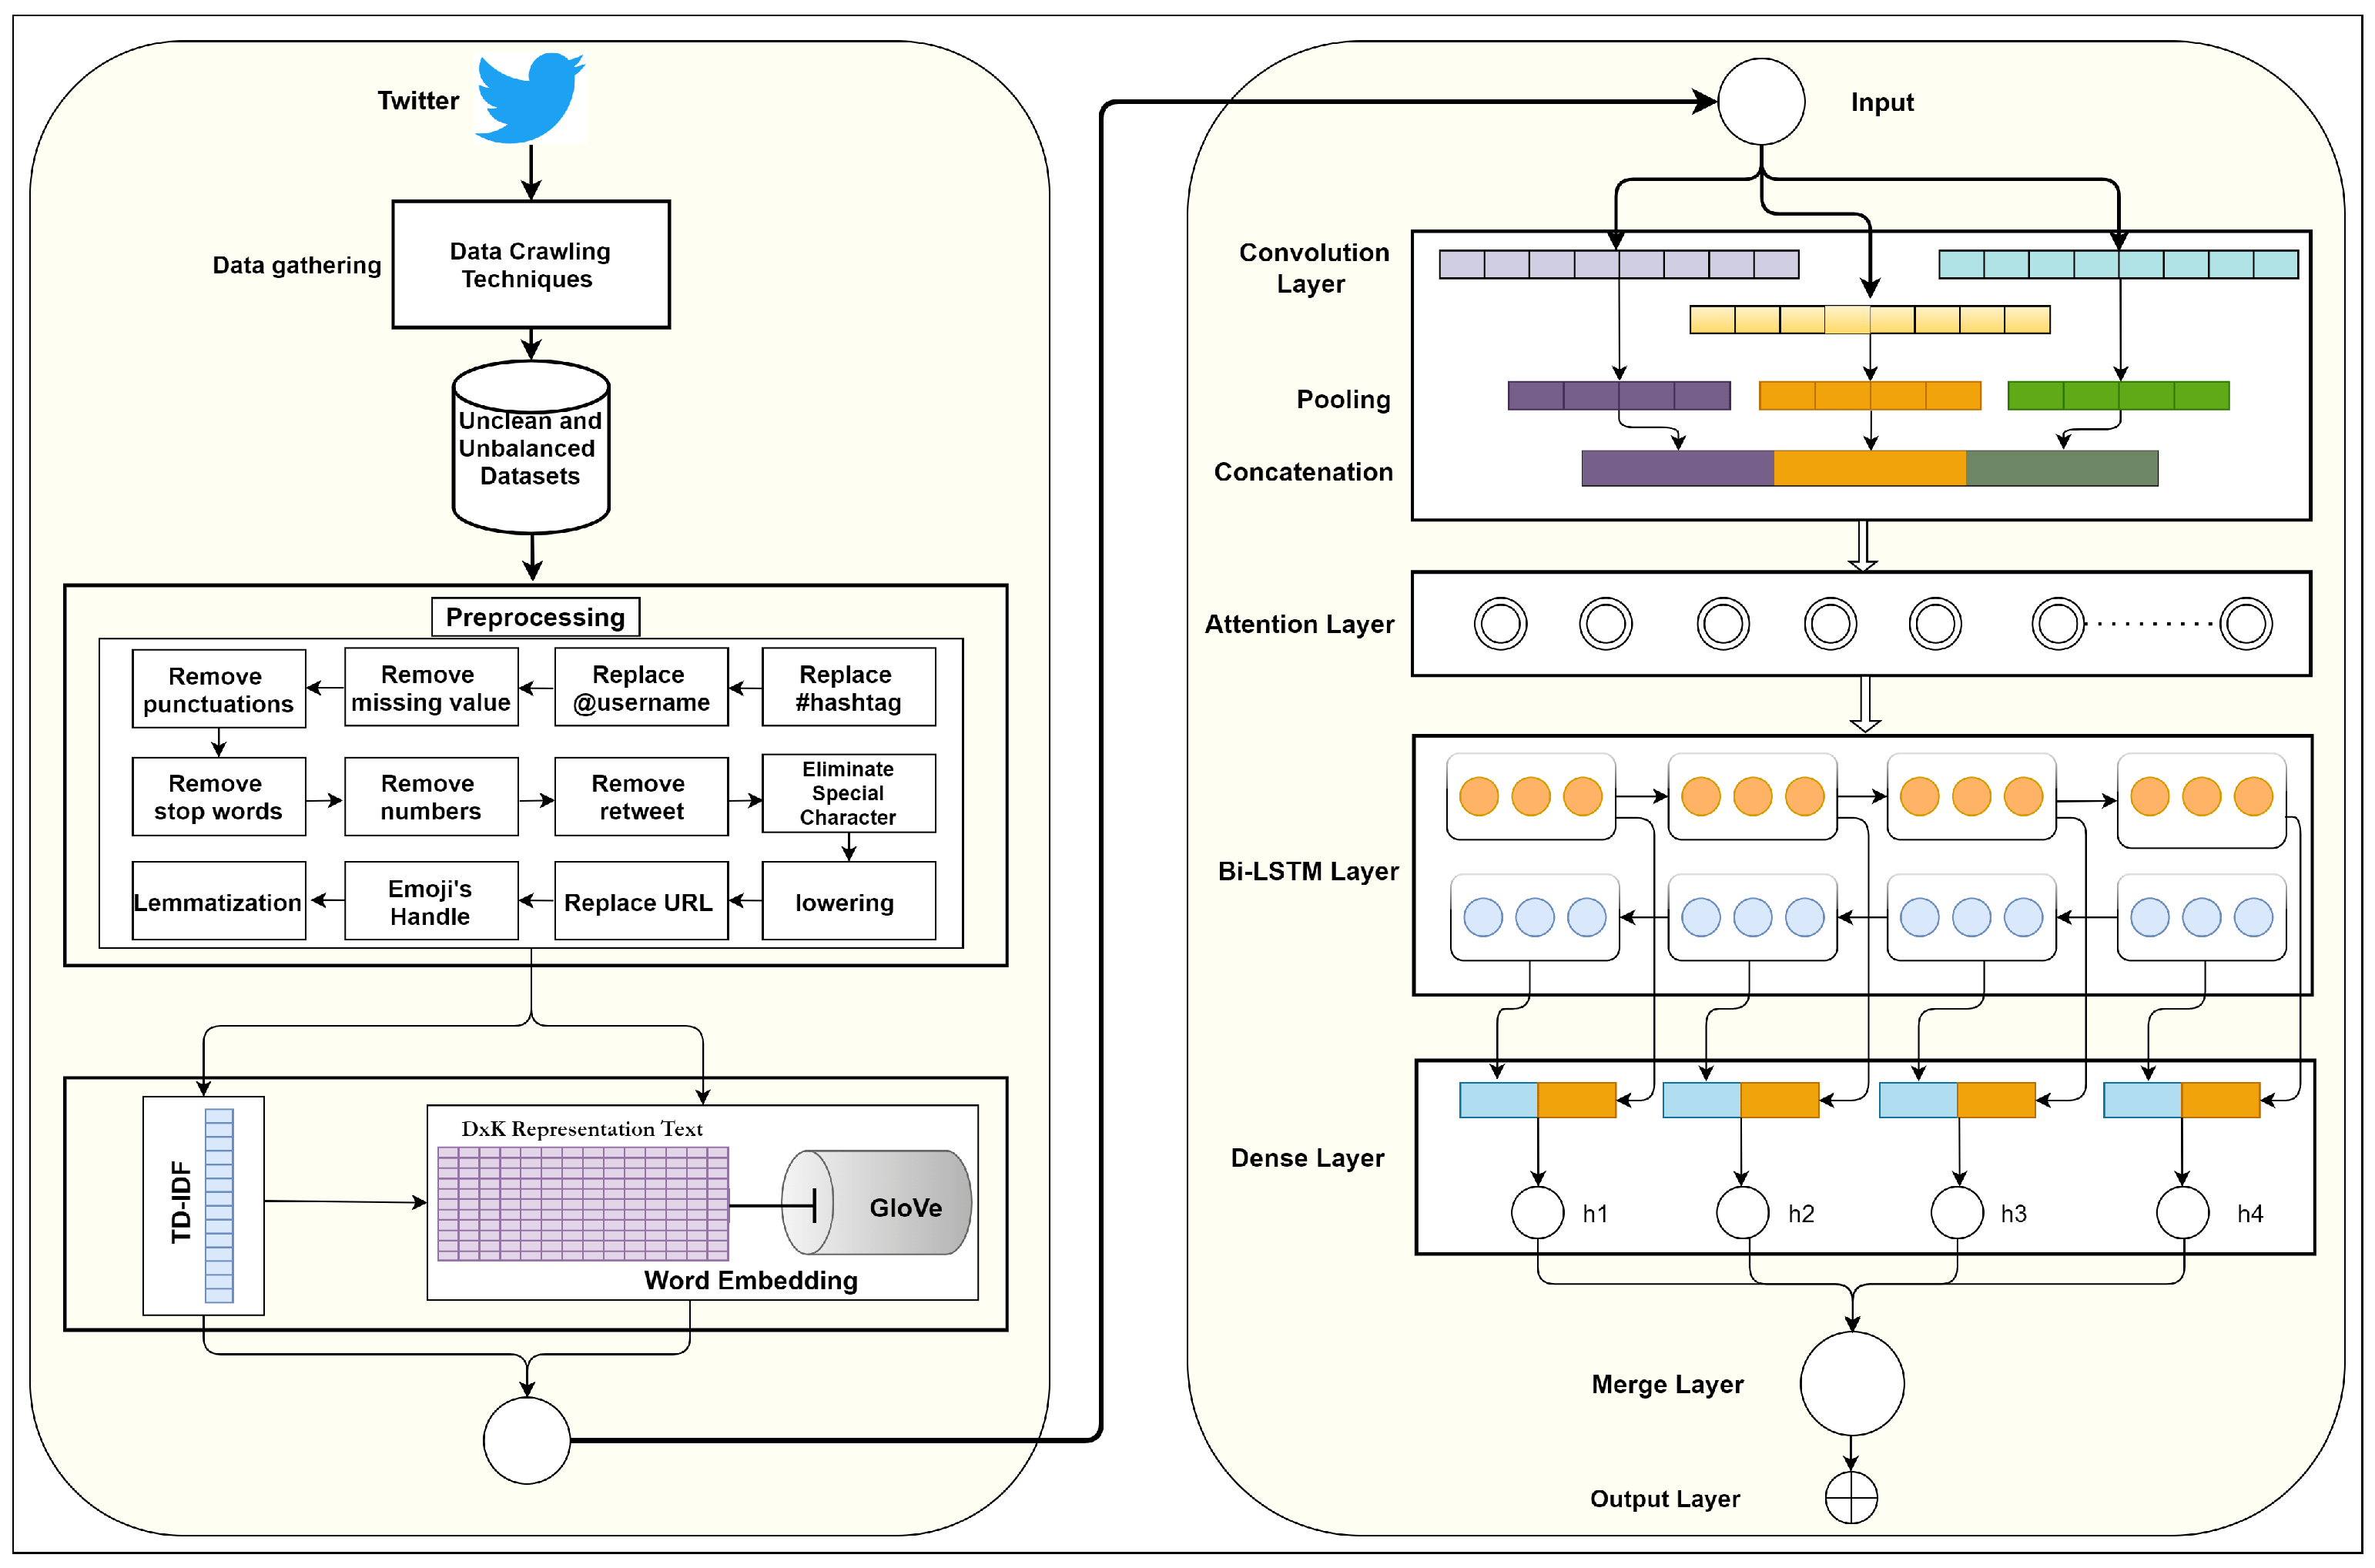 Twitter
Data gathering
Data Crawling
Techniques
Unclean and
Unbalanced
Datasets
Preprocessing
Remove
punctuations
Remove
missing value
Replace
@username
Replace
#hashtag
Remove
stop words
Remove
numbers
Remove
retweet
Eliminate
Special
Character
Lemmatization
Emoji's
Handle
Replace URL
lowering
TD-IDF
DxK Representation Text
GloVe
Word Embedding
Input
Convolution
Layer
Pooling
Concatenation
Attention Layer
Bi-LSTM Layer
Dense Layer
h1
h2
h3
h4
Merge Layer
Output Layer